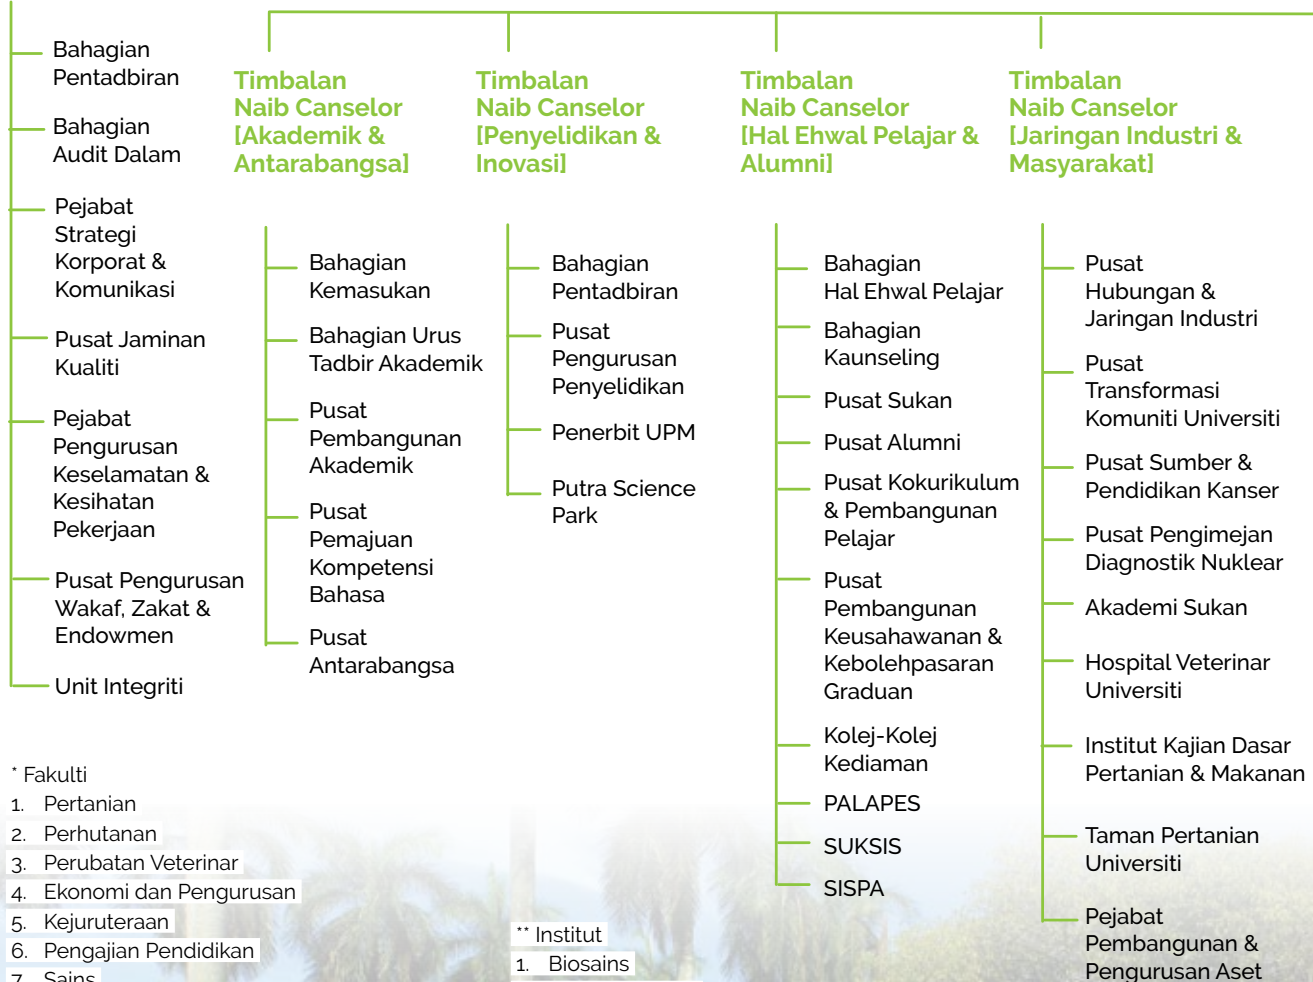 Bahagian
Pentadbiran
Bahagian
Audit Dalam
Pejabat
Strategi
Korporat &
Komunikasi
Pusat Jaminan
Kualiti
Pejabat
Pengurusan
Keselamatan &
Kesihatan
Pekerjaan
Pusat Pengurusan
Wakaf, Zakat &
Endowmen
Unit Integriti
Timbalan
Naib Canselor
[Akademik &
Antarabangsa]
Bahagian
Kemasukan
Bahagian Urus
Tadbir Akademik
Pusat
Pembangunan
Akademik
Pusat
Pemajuan
Kompetensi
Bahasa
Pusat
Antarabangsa
Timbalan
Naib Canselor
[Penyelidikan &
Inovasi]
Bahagian
Pentadbiran
Pusat
Pengurusan
Penyelidikan
Penerbit UPM
Putra Science
Park
Timbalan
Naib Canselor
[Hal Ehwal Pelajar &
Alumni]
Bahagian
Hal Ehwal Pelajar
Bahagian
Kaunseling
Pusat Sukan
Pusat Alumni
Pusat Kokurikulum
& Pembangunan
Pelajar
Pusat
Pembangunan
Keusahawanan &
Kebolehpasaran
Graduan
Kolej-Kolej
Kediaman
PALAPES
SUKSIS
SISPA
Timbalan
Naib Canselor
[Jaringan Industri &
Masyarakat]
Pusat
Hubungan &
Jaringan Industri
Pusat
Transformasi
Komuniti Universiti
Pusat Sumber &
Pendidikan Kanser
Pusat Pengimejan
Diagnostik Nuklear
Akademi Sukan
Hospital Veterinar
Universiti
Institut Kajian Dasar
Pertanian & Makanan
Taman Pertanian
Universiti
Pejabat
Pembangunan &
Pengurusan Aset
* Fakulti
1. Pertanian
2. Perhutanan
3. Perubatan Veterinar
4. Ekonomi dan Pengurusan
5. Kejuruteraan
6. Pengajian Pendidikan
7. Sains
** Institut
1. Biosains